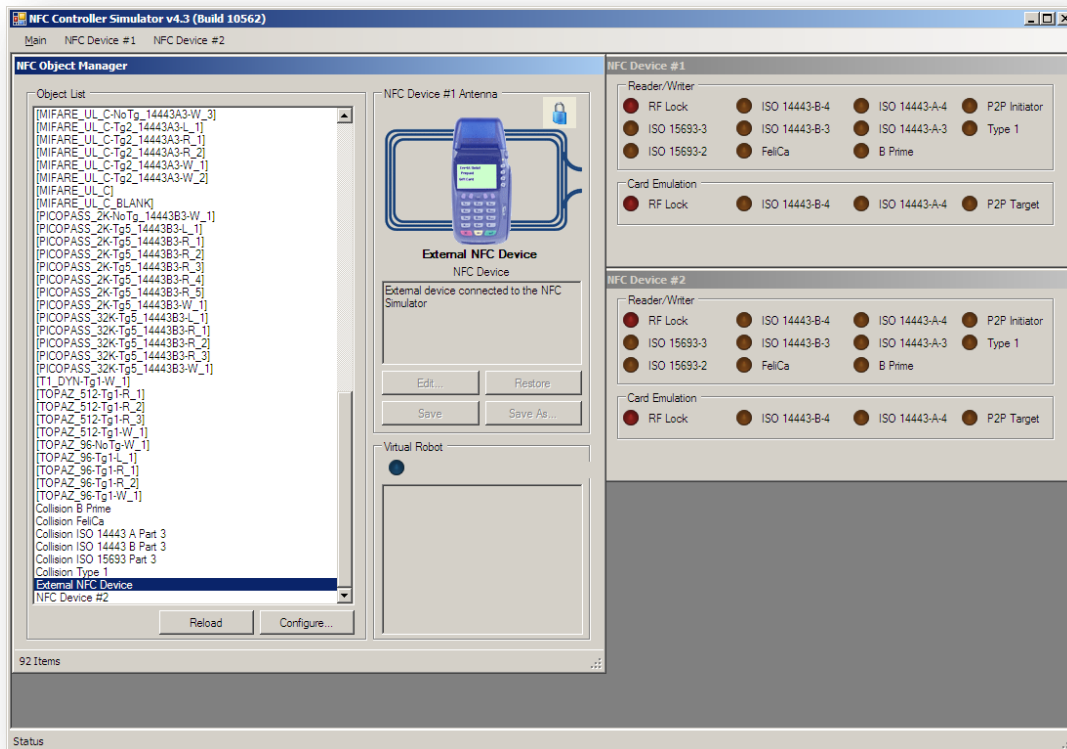 NFC Controller Simulator v4.3 (Build 10562)
Main NFC Device #1 NFC Device #2
NFC Object Manager
Object List
[MIFARE_UL_C-NoTg_14443A3-W_3]
[MIFARE_UL_C-Tg2_14443A3-L_1]
[MIFARE_UL_C-Tg2_14443A3-R_1]
[MIFARE_UL_C-Tg2_14443A3-R_2]
[MIFARE_UL_C-Tg2_14443A3-W_1]
[MIFARE_UL_C-Tg2_14443A3-W_2]
[MIFARE_UL_C]
[MIFARE_UL_C_BLANK]
[PICOPASS_2K-NoTg_14443B3-W_1]
[PICOPASS_2K-Tg5_14443B3-L_1]
[PICOPASS_2K-Tg5_14443B3-R_1]
[PICOPASS_2K-Tg5_14443B3-R_2]
[PICOPASS_2K-Tg5_14443B3-R_3]
[PICOPASS_2K-Tg5_14443B3-R_4]
[PICOPASS_2K-Tg5_14443B3-R_5]
[PICOPASS_2K-Tg5_14443B3-W_1]
[PICOPASS_32K-Tg5_14443B3-L_1]
[PICOPASS_32K-Tg5_14443B3-R_1]
[PICOPASS_32K-Tg5_14443B3-R_2]
[PICOPASS_32K-Tg5_14443B3-R_3]
[PICOPASS_32K-Tg5_14443B3-W_1]
[T1_DYN-Tg1-W_1]
[TOPAZ_512-Tg1-R_1]
[TOPAZ_512-Tg1-R_2]
[TOPAZ_512-Tg1-R_3]
[TOPAZ_512-Tg1-W_1]
[TOPAZ_96-NoTg-W_1]
[TOPAZ_96-Tg1-L_1]
[TOPAZ_96-Tg1-R_1]
[TOPAZ_96-Tg1-R_2]
[TOPAZ_96-Tg1-W_1]
Collision B Prime
Collision FeliCa
Collision ISO 14443 A Part 3
Collision ISO 14443 B Part 3
Collision ISO 15693 Part 3
Collision Type 1
External NFC Device
NFC Device #2
Reload Configure...
92 Items
NFC Device #1 Antenna
External NFC Device
NFC Device
External device connected to the NFC
Simulator
Edit... Restore
Save Save As...
Virtual Robot
NFC Device #1
Reader/Writer
RF Lock ISO 14443-B-4 ISO 14443-A-4 P2P Initiator
ISO 15693-3 ISO 14443-B-3 ISO 14443-A-3 Type 1
ISO 15693-2 FeliCa B Prime
Card Emulation
RF Lock ISO 14443-B-4 ISO 14443-A-4 P2P Target
NFC Device #2
Reader/Writer
RF Lock ISO 14443-B-4 ISO 14443-A-4 P2P Initiator
ISO 15693-3 ISO 14443-B-3 ISO 14443-A-3 Type 1
ISO 15693-2 FeliCa B Prime
Card Emulation
RF Lock ISO 14443-B-4 ISO 14443-A-4 P2P Target
Status